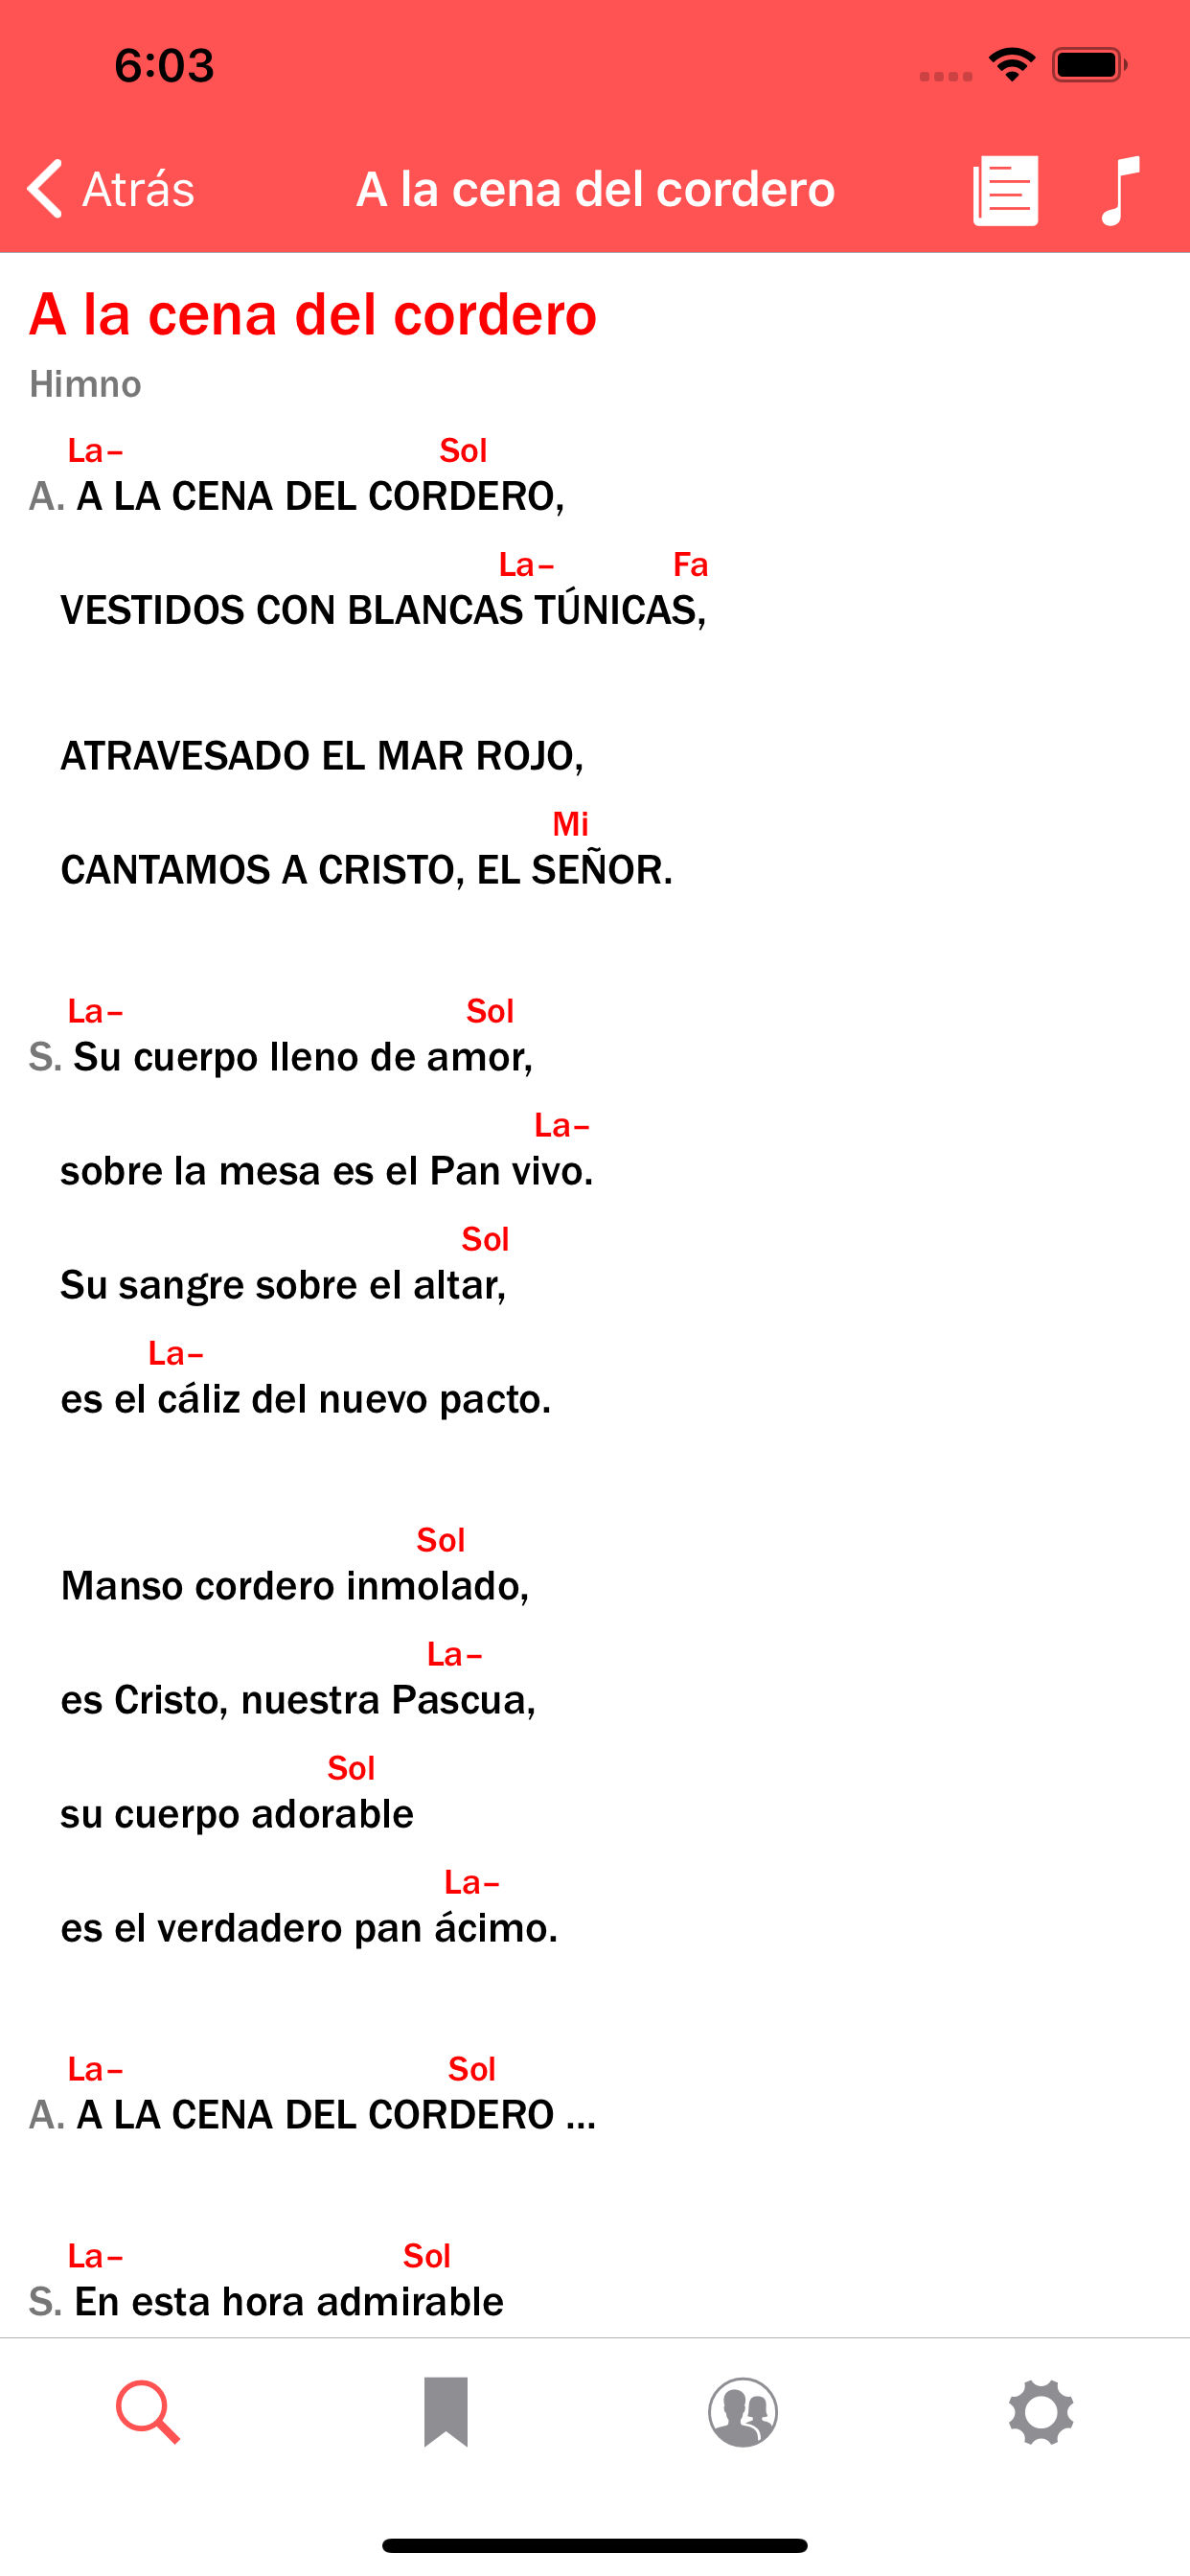 6:03
Atrás
A la cena del cordero
A la cena del cordero
Himno
La– Sol
A. A LA CENA DEL CORDERO,
La– Fa
VESTIDOS CON BLANCAS TÚNICAS,
ATRAVESADO EL MAR ROJO,
Mi
CANTAMOS A CRISTO, EL SEÑOR.
La– Sol
S. Su cuerpo lleno de amor,
La–
sobre la mesa es el Pan vivo.
Sol
Su sangre sobre el altar,
La–
es el cáliz del nuevo pacto.
Sol
Manso cordero inmolado,
La–
es Cristo, nuestra Pascua,
Sol
su cuerpo adorable
La–
es el verdadero pan ácimo.
La– Sol
A. A LA CENA DEL CORDERO ...
La– Sol
S. En esta hora admirable